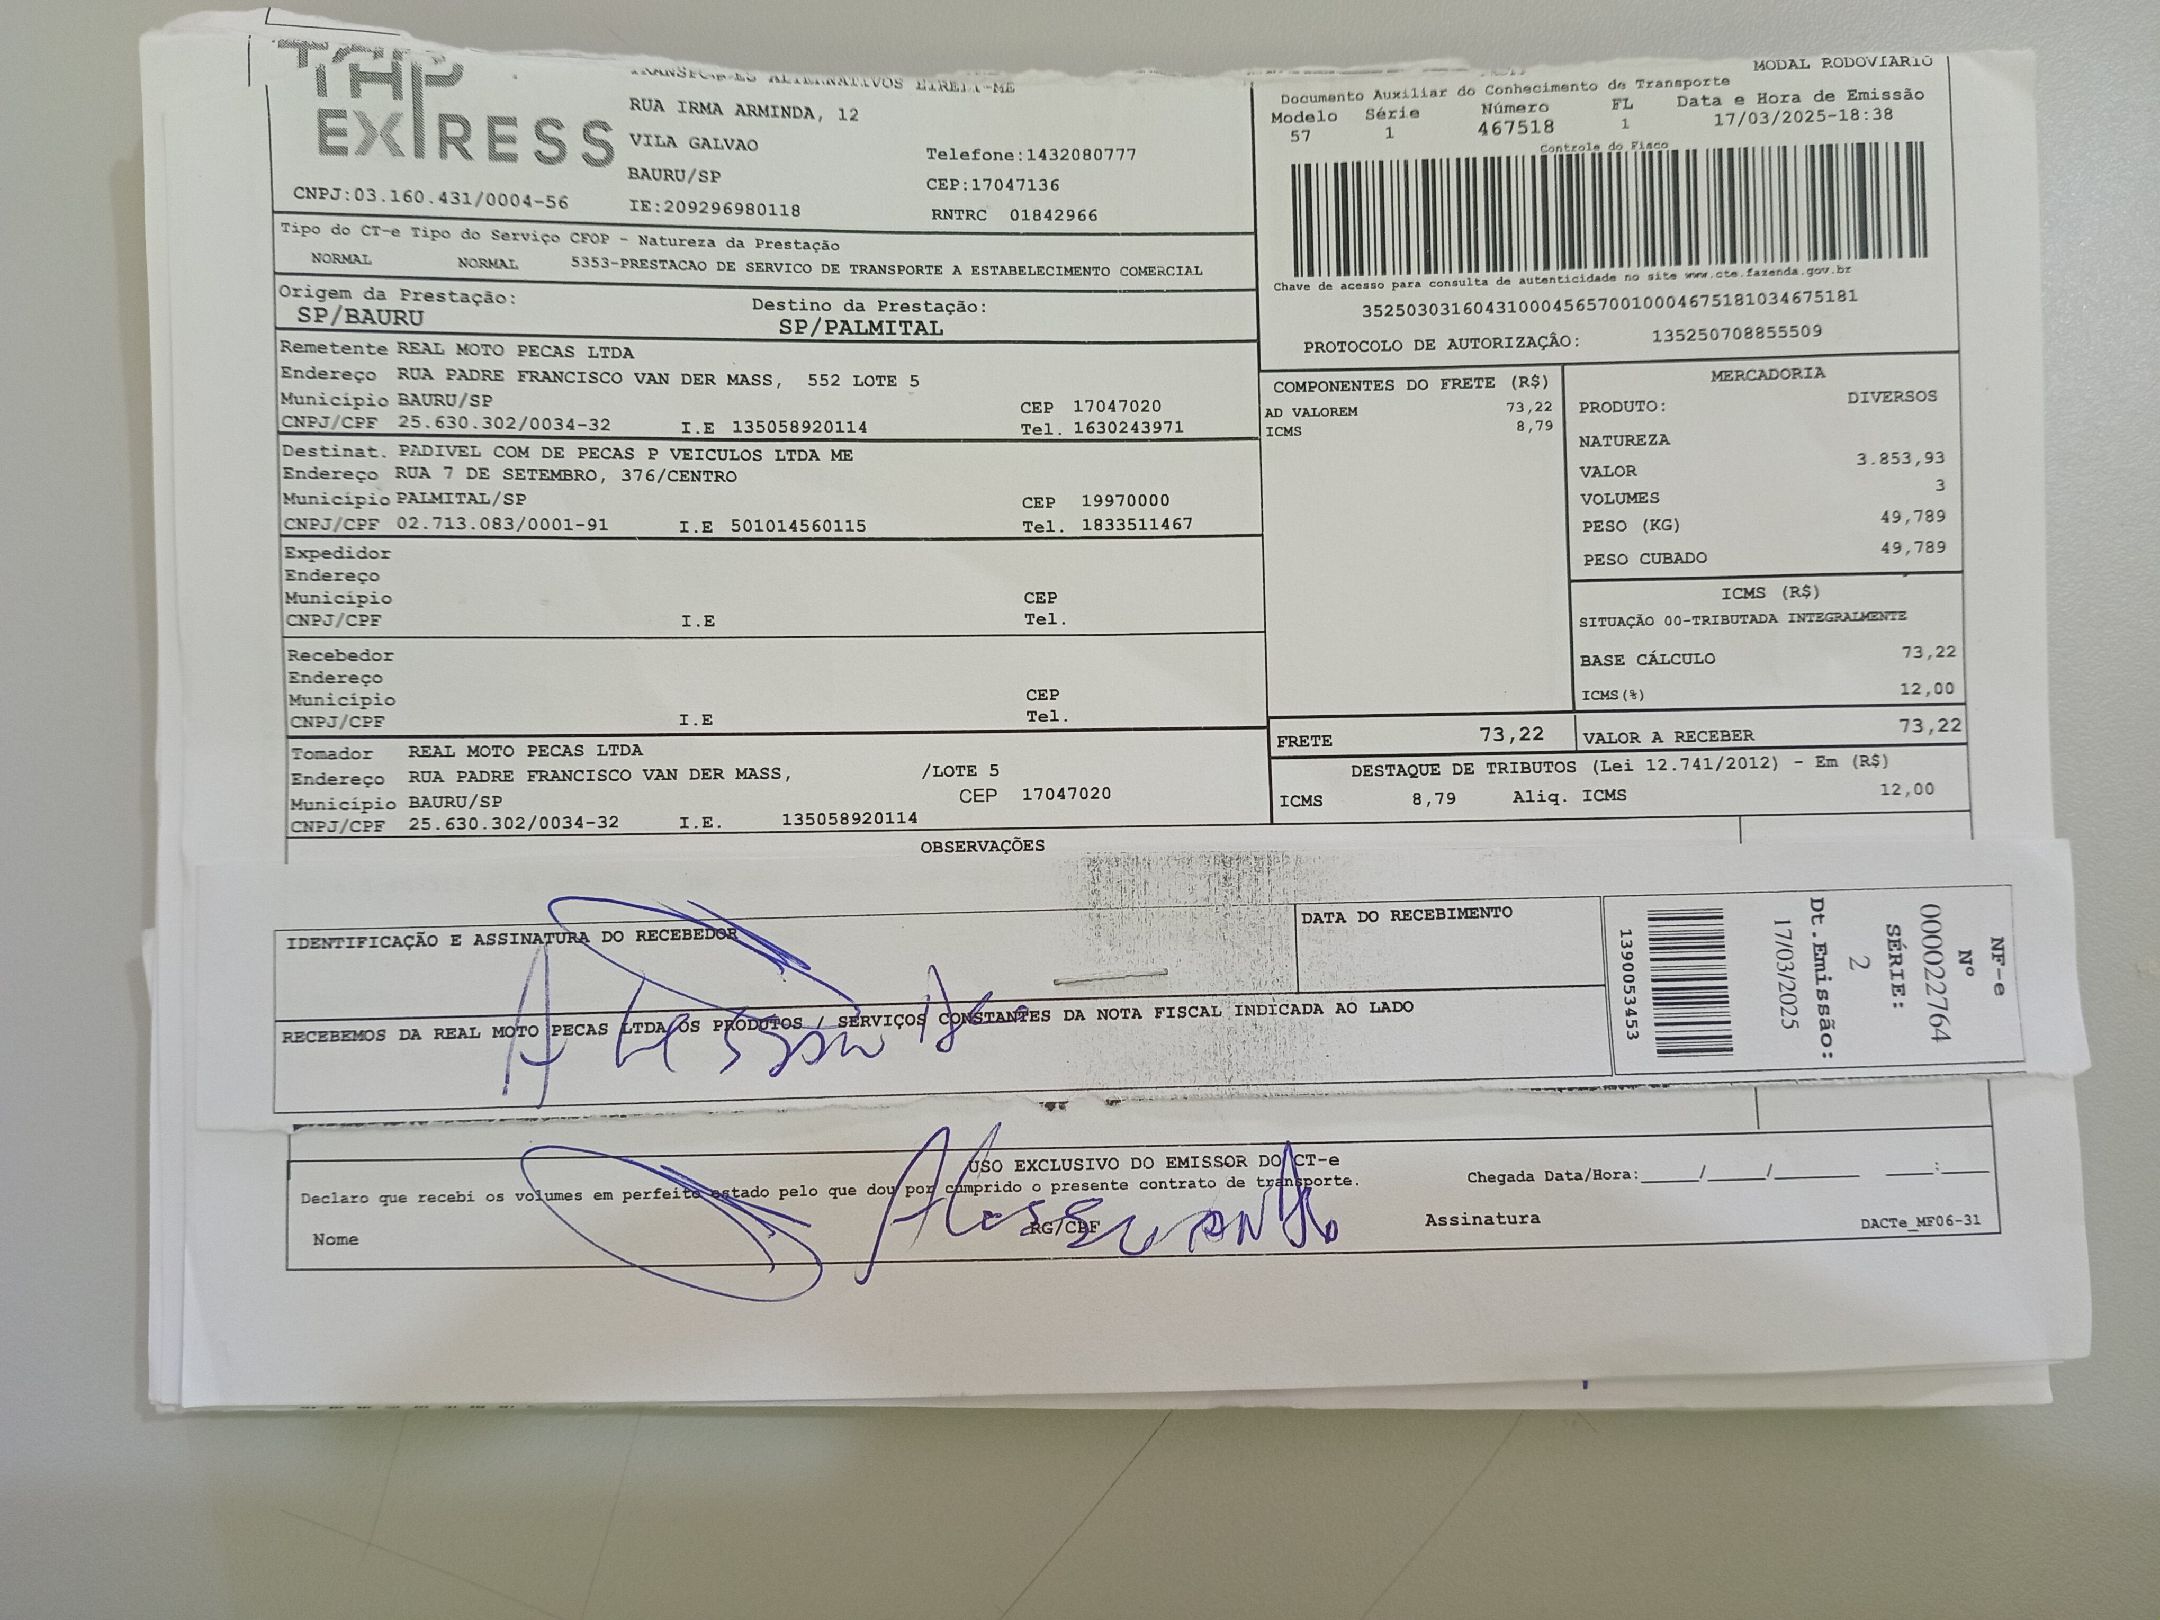 TRANSPORTES ALTERNATIVOS EIRELI-ME
EXPRESS
RUA IRMA ARMINDA, 12
VILA GALVAO
Telefone:1432080777
BAURU/SP
CEP:17047136
CNPJ:03.160.431/0004-56
IE:209296980118
RNTRC 01842966
MODAL RODOVIARIO
Documento Auxiliar do Conhecimento de Transporte
Modelo Série Número FL Data e Hora de Emissão
57 1 467518 1 17/03/2025-18:38
Controle do Fisco
Chave de acesso para consulta de autenticidade no site www.cte.fazenda.gov.br
35250303160431000456570010004675181034675181
PROTOCOLO DE AUTORIZAÇÂO: 135250708855509
Tipo do CT-e Tipo do Serviço CFOP - Natureza da Prestação
NORMAL NORMAL 5353-PRESTACAO DE SERVICO DE TRANSPORTE A ESTABELECIMENTO COMERCIAL
Origem da Prestação: Destino da Prestação:
SP/BAURU SP/PALMITAL
Remetente REAL MOTO PECAS LTDA
Endereço RUA PADRE FRANCISCO VAN DER MASS, 552 LOTE 5
Município BAURU/SP CEP 17047020
CNPJ/CPF 25.630.302/0034-32 I.E 135058920114 Tel. 1630243971
Destinat. PADIVEL COM DE PECAS P VEICULOS LTDA ME
Endereço RUA 7 DE SETEMBRO, 376/CENTRO
Município PALMITAL/SP CEP 19970000
CNPJ/CPF 02.713.083/0001-91 I.E 501014560115 Tel. 1833511467
Expedidor
Endereço
Município CEP
CNPJ/CPF I.E Tel.
Recebedor
Endereço
Município CEP
CNPJ/CPF I.E Tel.
Tomador REAL MOTO PECAS LTDA
Endereço RUA PADRE FRANCISCO VAN DER MASS, /LOTE 5
Município BAURU/SP CEP 17047020
CNPJ/CPF 25.630.302/0034-32 I.E. 135058920114
COMPONENTES DO FRETE (R$)
AD VALOREM 73,22
ICMS 8,79
MERCADORIA
PRODUTO: DIVERSOS
NATUREZA
VALOR 3.853,93
VOLUMES 3
PESO (KG) 49,789
PESO CUBADO 49,789
ICMS (R$)
SITUAÇÃO 00-TRIBUTADA INTEGRALMENTE
BASE CÁLCULO 73,22
ICMS(%) 12,00
FRETE 73,22 VALOR A RECEBER 73,22
DESTAQUE DE TRIBUTOS (Lei 12.741/2012) - Em (R$)
ICMS 8,79 Aliq. ICMS 12,00
OBSERVAÇÕES
IDENTIFICAÇÃO E ASSINATURA DO RECEBEDOR
DATA DO RECEBIMENTO
RECEBEMOS DA REAL MOTO PECAS LTDA OS PRODUTOS / SERVIÇOS CONSTANTES DA NOTA FISCAL INDICADA AO LADO
NF-e
Nº
000022764
SÉRIE:
2
Dt.Emissão:
17/03/2025
1390053453
USO EXCLUSIVO DO EMISSOR DO CT-e
Declaro que recebi os volumes em perfeito estado pelo que dou por cumprido o presente contrato de transporte.
Chegada Data/Hora:_____/_____/_______ ____:____
Nome RG/CPF Assinatura
DACTe_MF06-31